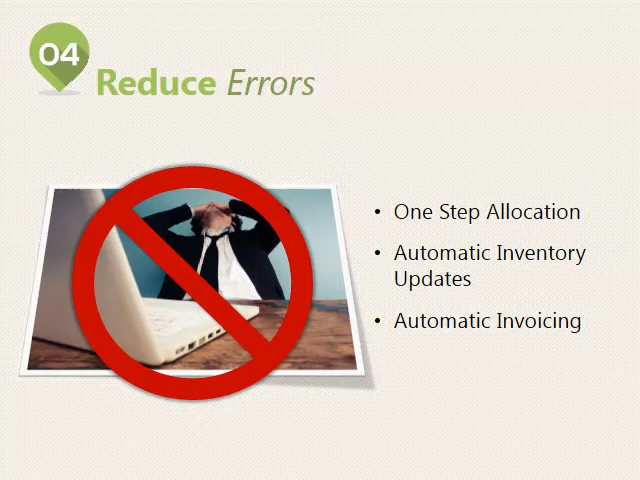 04
Reduce Errors
• One Step Allocation
• Automatic Inventory
Updates
• Automatic Invoicing